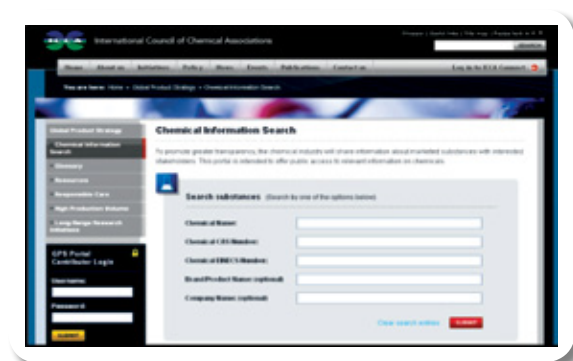 ICCA International Council of Chemical Associations
SEARCH
Home About us Initiatives Policy News Events Publications Contact us Log in to ICCA Connect
You are here: Home » Global Product Strategy » Chemical Information Search
Global Product Strategy
Chemical Information Search
Glossary
Resources
Responsible Care
High Production Volume
Long-Range Research Initiatives
GPS Portal Contributor Login
Username:
Password:
SUBMIT
Chemical Information Search
To promote greater transparency, the chemical industry will share information about marketed substances with interested
stakeholders. This portal is intended to offer public access to relevant information on chemicals.
Search substances (Search by one of the options below)
Chemical Name:
Chemical CAS Number:
Chemical EINECS Number:
Brand/Product Name (optional):
Company Name (optional):
Clear search entries SUBMIT